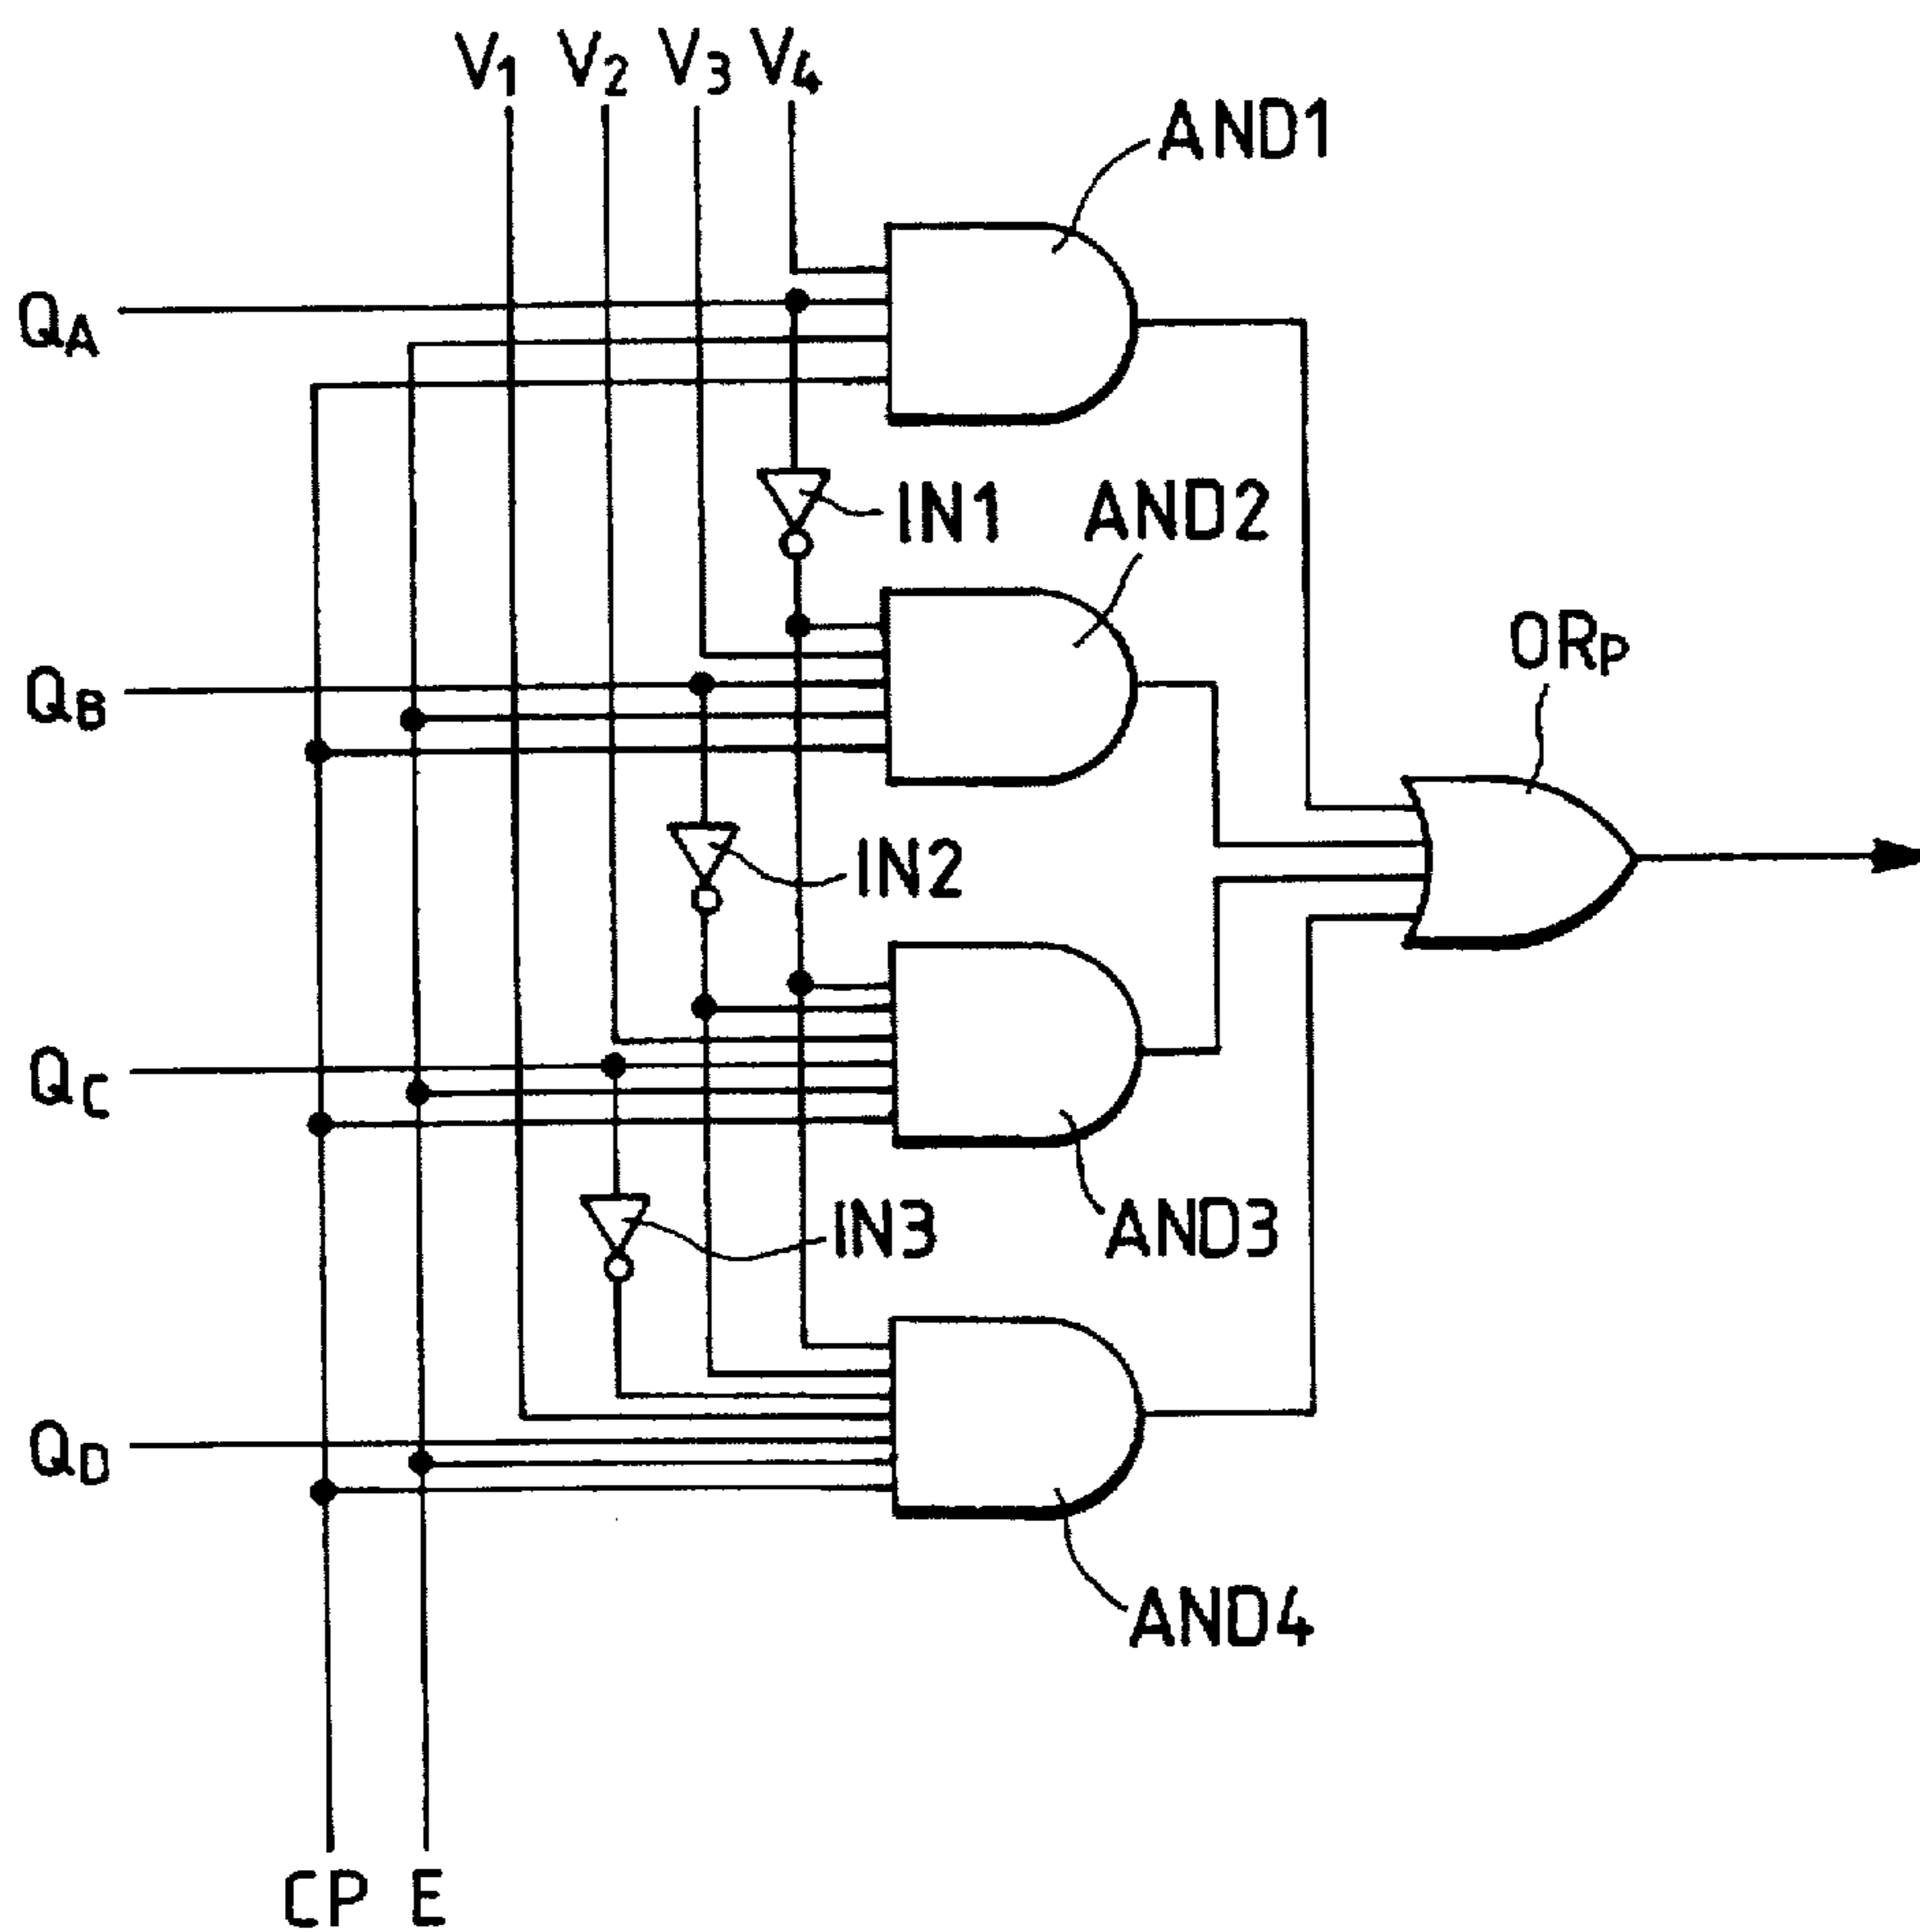 V1 V2 V3 V4
AND1
QA
IN1
AND2
ORP
QB
IN2
QC
AND3
IN3
QD
AND4
CP E